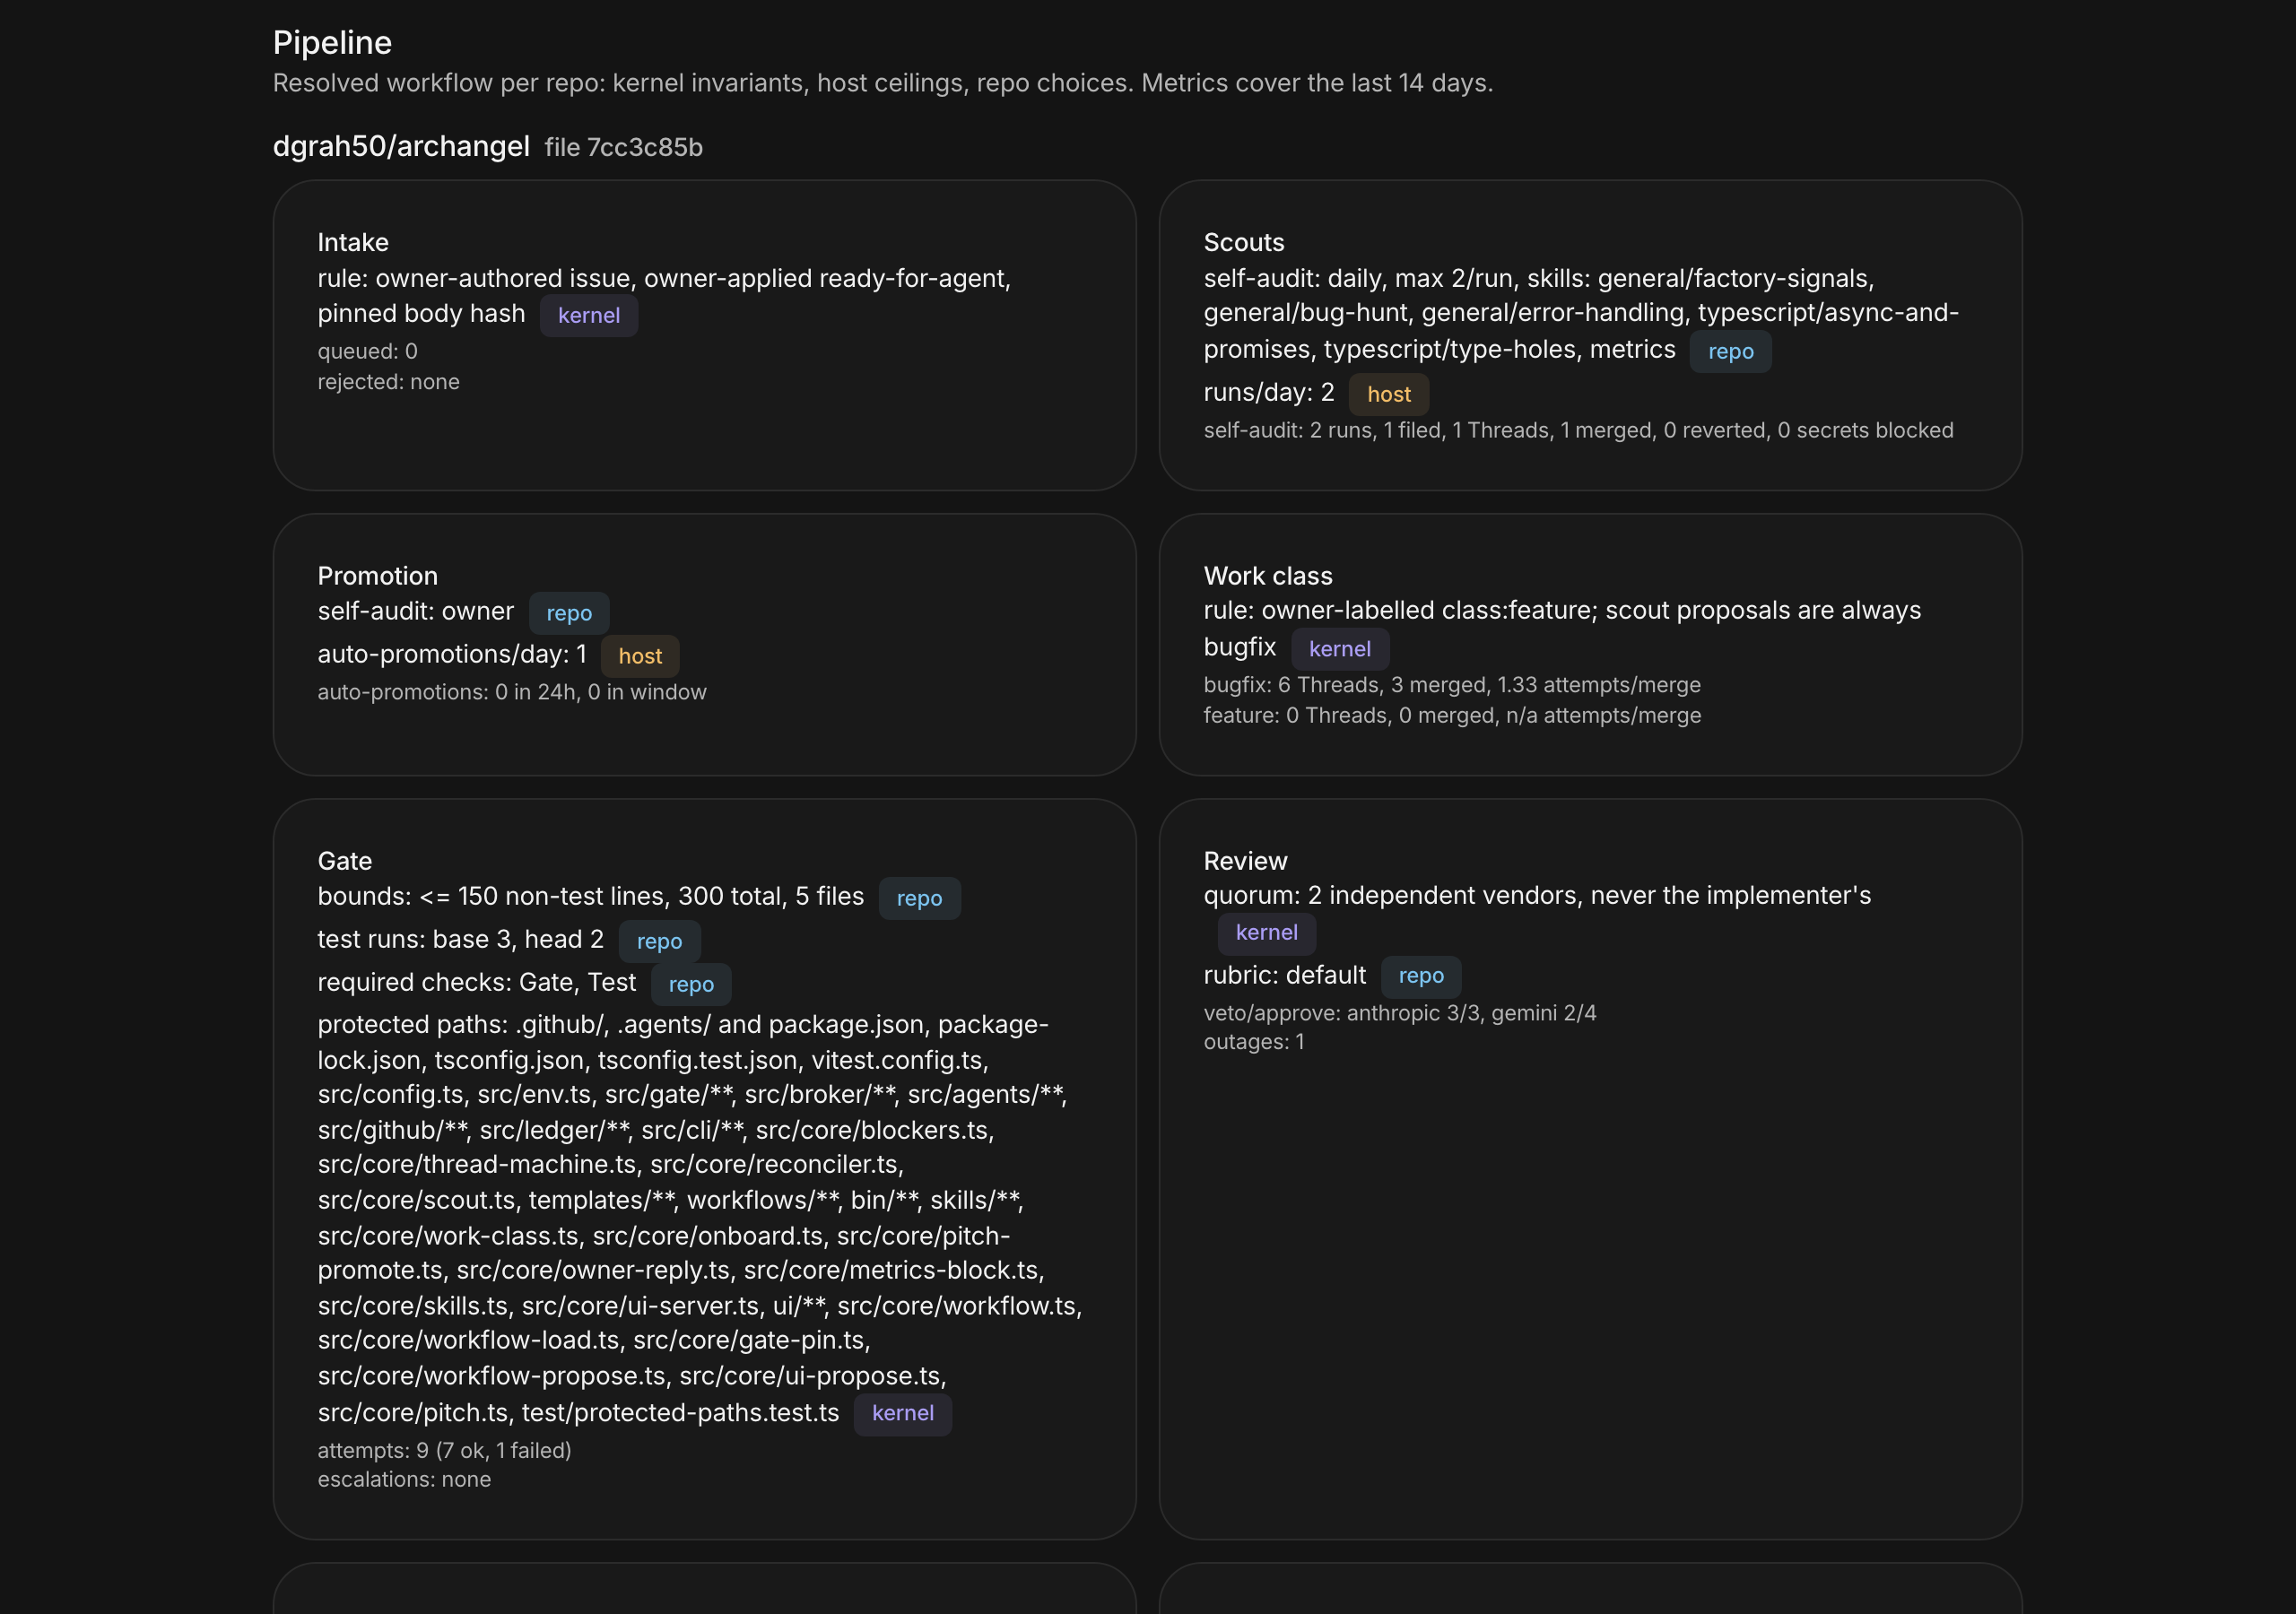 Pipeline
Resolved workflow per repo: kernel invariants, host ceilings, repo choices. Metrics cover the last 14 days.
dgrah50/archangel file 7cc3c85b
Intake
rule: owner-authored issue, owner-applied ready-for-agent,
pinned body hash kernel
queued: 0
rejected: none
Scouts
self-audit: daily, max 2/run, skills: general/factory-signals,
general/bug-hunt, general/error-handling, typescript/async-and-
promises, typescript/type-holes, metrics repo
runs/day: 2 host
self-audit: 2 runs, 1 filed, 1 Threads, 1 merged, 0 reverted, 0 secrets blocked
Promotion
self-audit: owner repo
auto-promotions/day: 1 host
auto-promotions: 0 in 24h, 0 in window
Work class
rule: owner-labelled class:feature; scout proposals are always
bugfix kernel
bugfix: 6 Threads, 3 merged, 1.33 attempts/merge
feature: 0 Threads, 0 merged, n/a attempts/merge
Gate
bounds: <= 150 non-test lines, 300 total, 5 files repo
test runs: base 3, head 2 repo
required checks: Gate, Test repo
protected paths: .github/, .agents/ and package.json, package-
lock.json, tsconfig.json, tsconfig.test.json, vitest.config.ts,
src/config.ts, src/env.ts, src/gate/**, src/broker/**, src/agents/**,
src/github/**, src/ledger/**, src/cli/**, src/core/blockers.ts,
src/core/thread-machine.ts, src/core/reconciler.ts,
src/core/scout.ts, templates/**, workflows/**, bin/**, skills/**,
src/core/work-class.ts, src/core/onboard.ts, src/core/pitch-
promote.ts, src/core/owner-reply.ts, src/core/metrics-block.ts,
src/core/skills.ts, src/core/ui-server.ts, ui/**, src/core/workflow.ts,
src/core/workflow-load.ts, src/core/gate-pin.ts,
src/core/workflow-propose.ts, src/core/ui-propose.ts,
src/core/pitch.ts, test/protected-paths.test.ts kernel
attempts: 9 (7 ok, 1 failed)
escalations: none
Review
quorum: 2 independent vendors, never the implementer's
kernel
rubric: default repo
veto/approve: anthropic 3/3, gemini 2/4
outages: 1